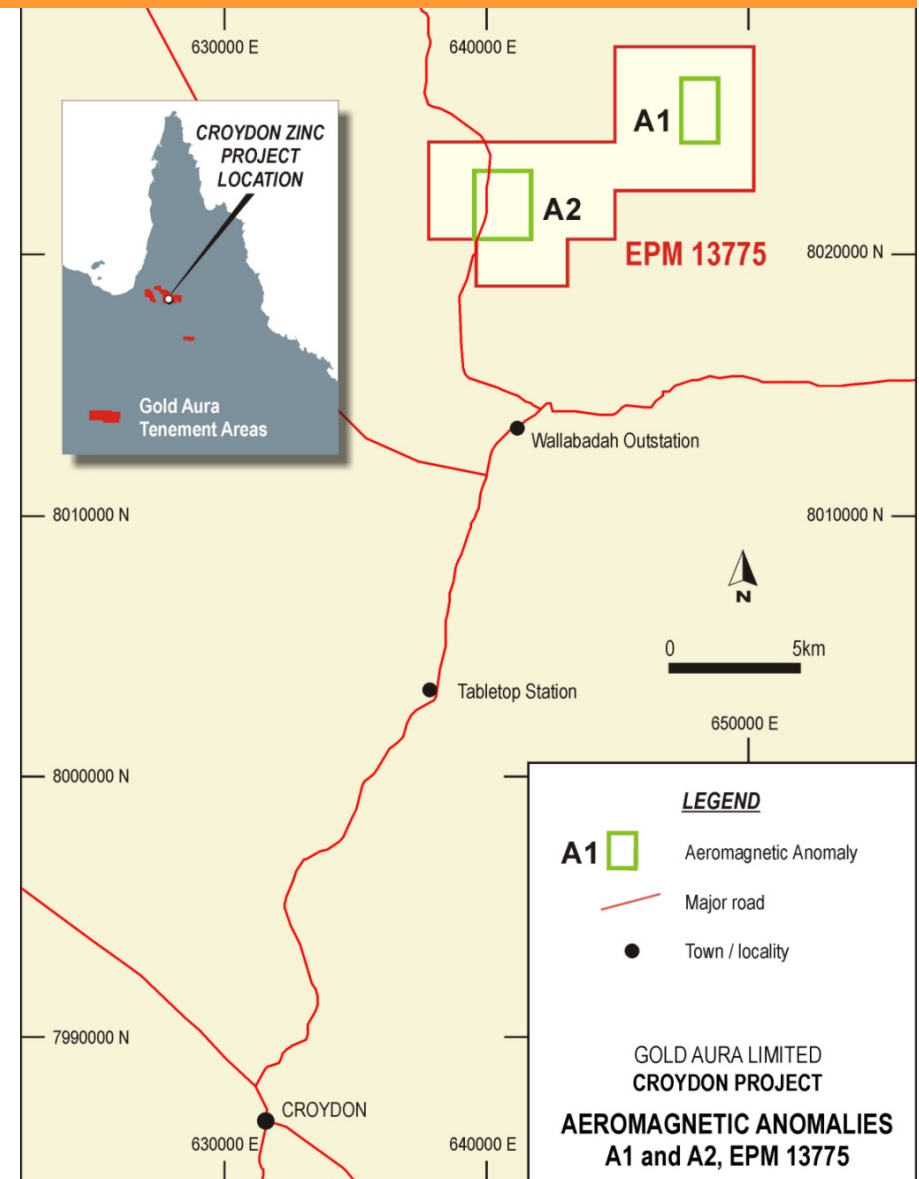 630000 E
640000 E
CROYDON ZINC
PROJECT
LOCATION
Gold Aura
Tenement Areas
A1
A2
EPM 13775
8020000 N
Wallabadah Outstation
8010000 N
8010000 N
N
0
5km
Tabletop Station
650000 E
8000000 N
LEGEND
A1
Aeromagnetic Anomaly
Major road
Town / locality
7990000 N
GOLD AURA LIMITED
CROYDON PROJECT
AEROMAGNETIC ANOMALIES
A1 and A2, EPM 13775
CROYDON
630000 E
640000 E